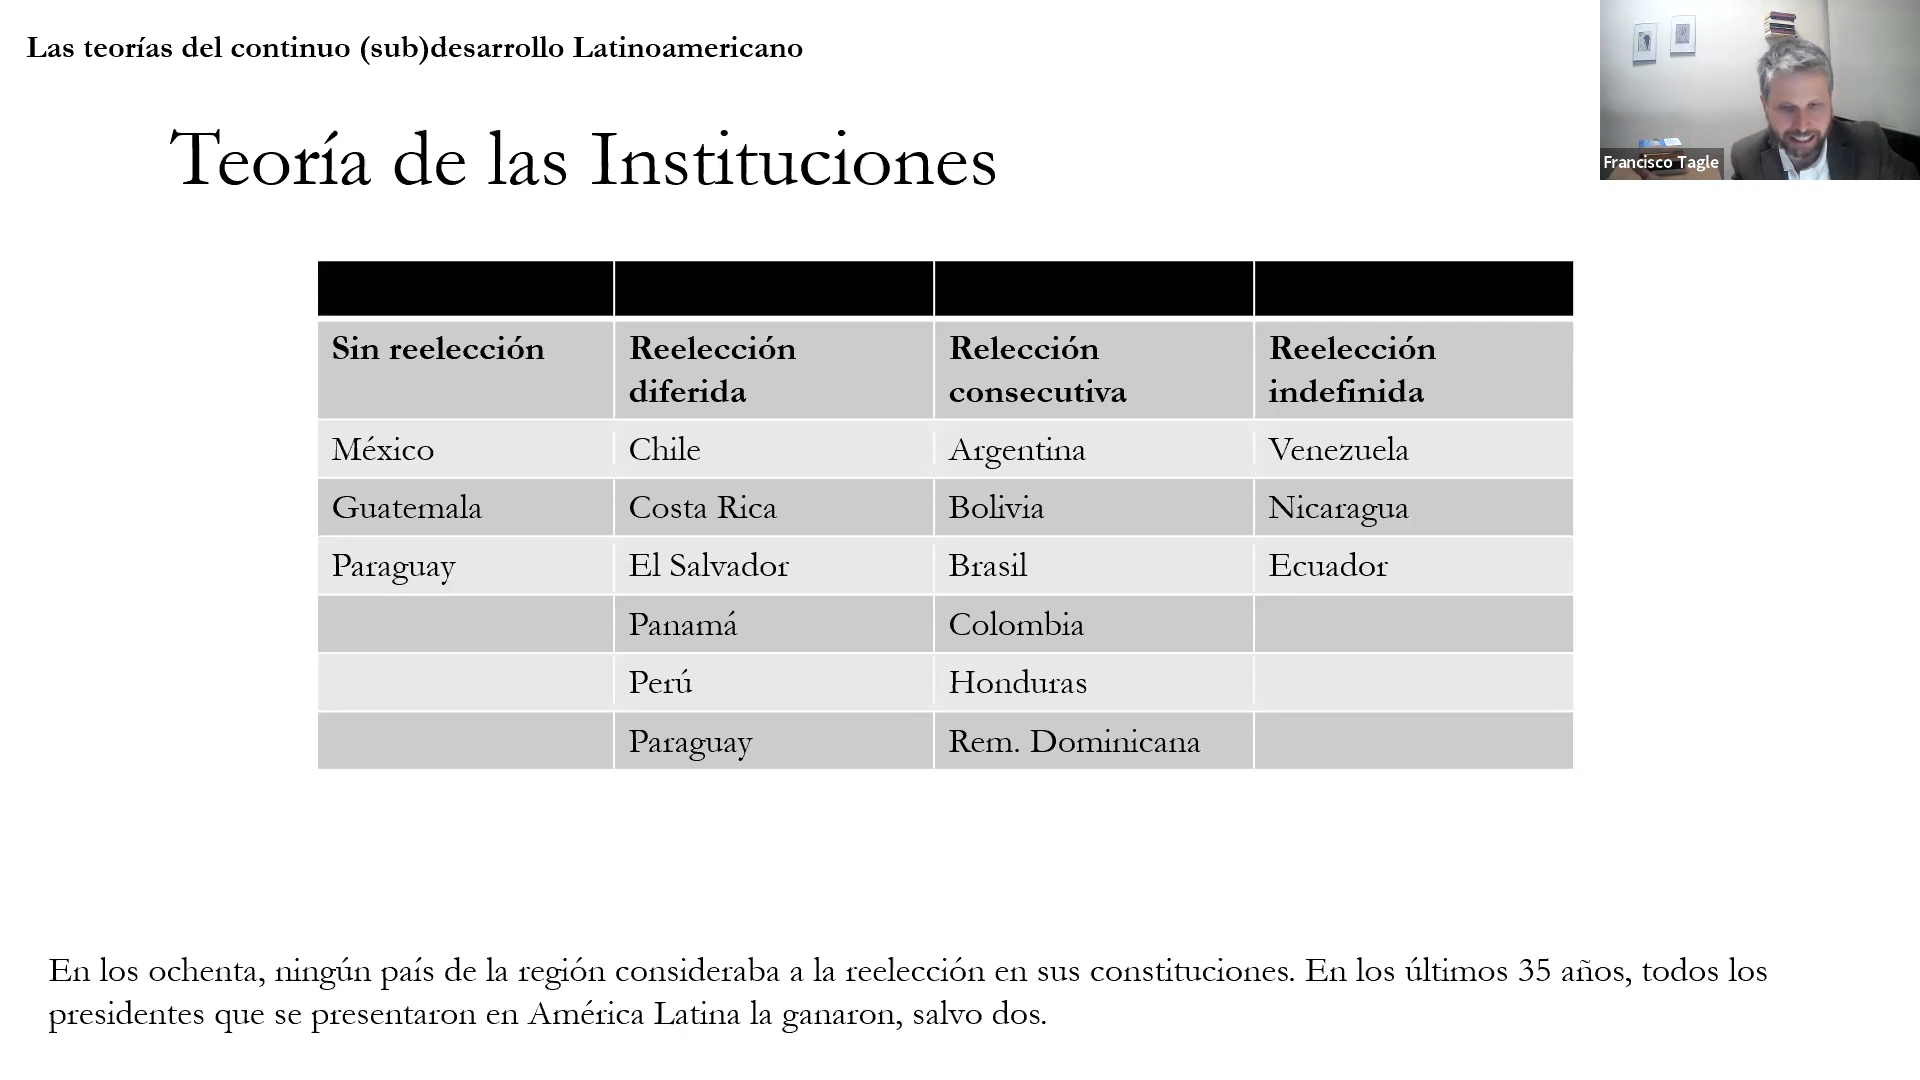 Las teorías del continuo (sub)desarrollo Latinoamericano
Francisco Tagle
Teoría de las Instituciones
Sin reelección
Reelección
diferida
Relección
consecutiva
Reelección
indefinida
México
Chile
Argentina
Venezuela
Guatemala
Costa Rica
Bolivia
Nicaragua
Paraguay
El Salvador
Brasil
Ecuador
Panamá
Colombia
Perú
Honduras
Paraguay
Rem. Dominicana
En los ochenta, ningún país de la región consideraba a la reelección en sus constituciones. En los últimos 35 años, todos los
presidentes que se presentaron en América Latina la ganaron, salvo dos.